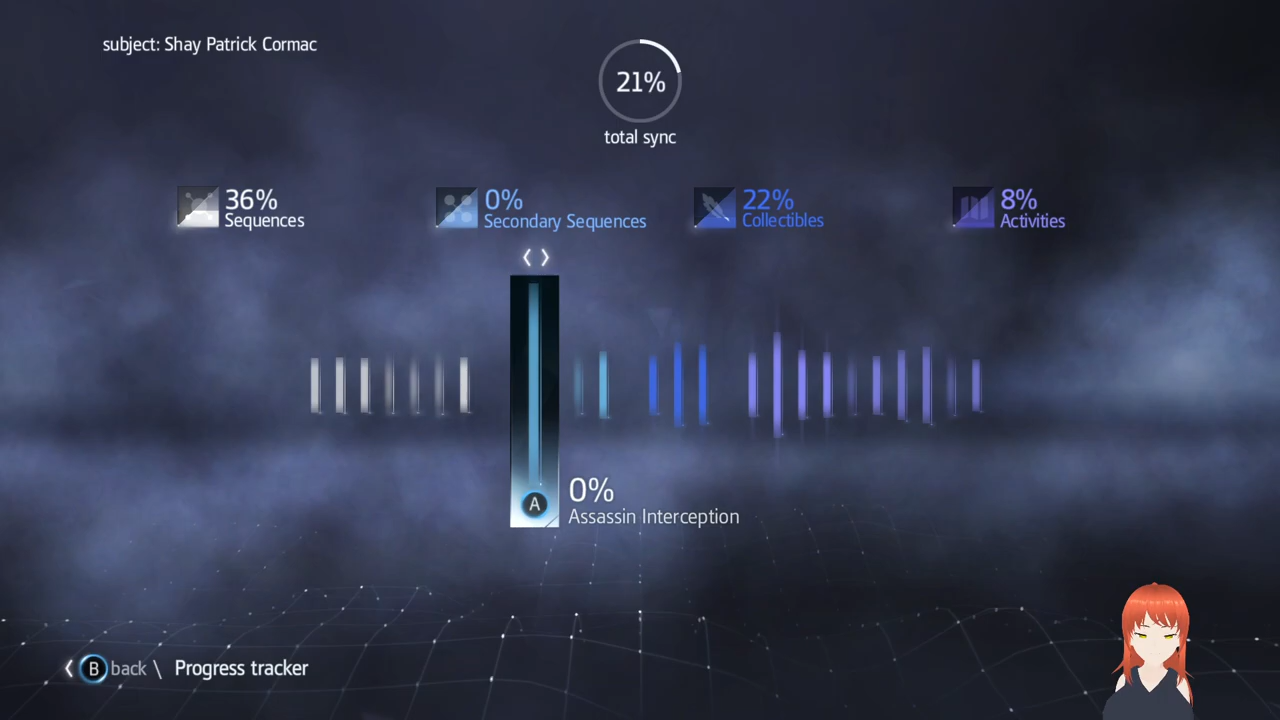 subject: Shay Patrick Cormac
21%
total sync
36%
Sequences
0%
Secondary Sequences
22%
Collectibles
8%
Activities
A
0%
Assassin Interception
B back \ Progress tracker